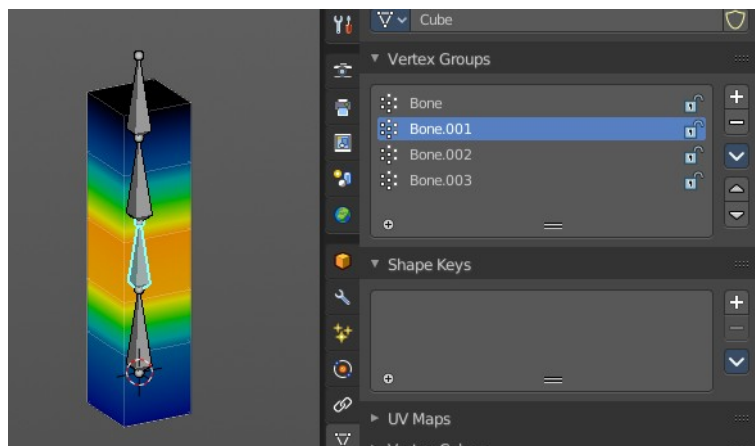 Cube
Vertex Groups
Bone
Bone.001
Bone.002
Bone.003
Shape Keys
UV Maps